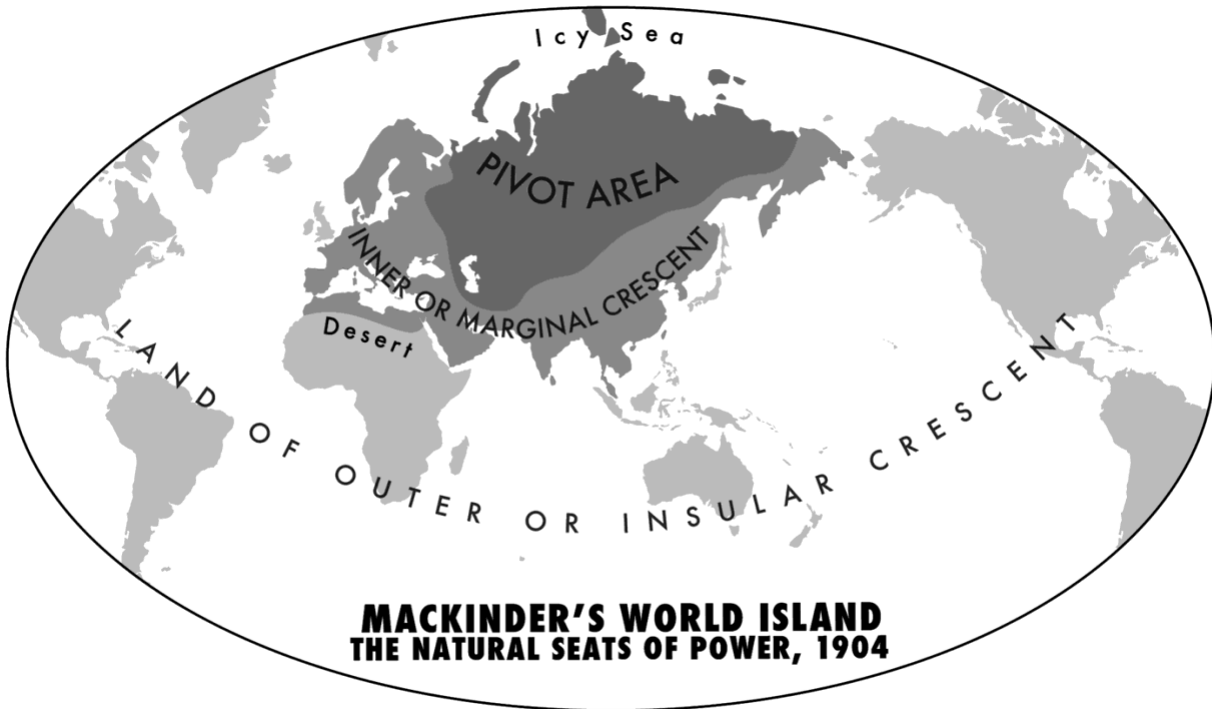 Icy Sea
PIVOT AREA
INNER OR MARGINAL CRESCENT
Desert
LAND OF OUTER OR INSULAR CRESCENT
MACKINDER'S WORLD ISLAND
THE NATURAL SEATS OF POWER, 1904